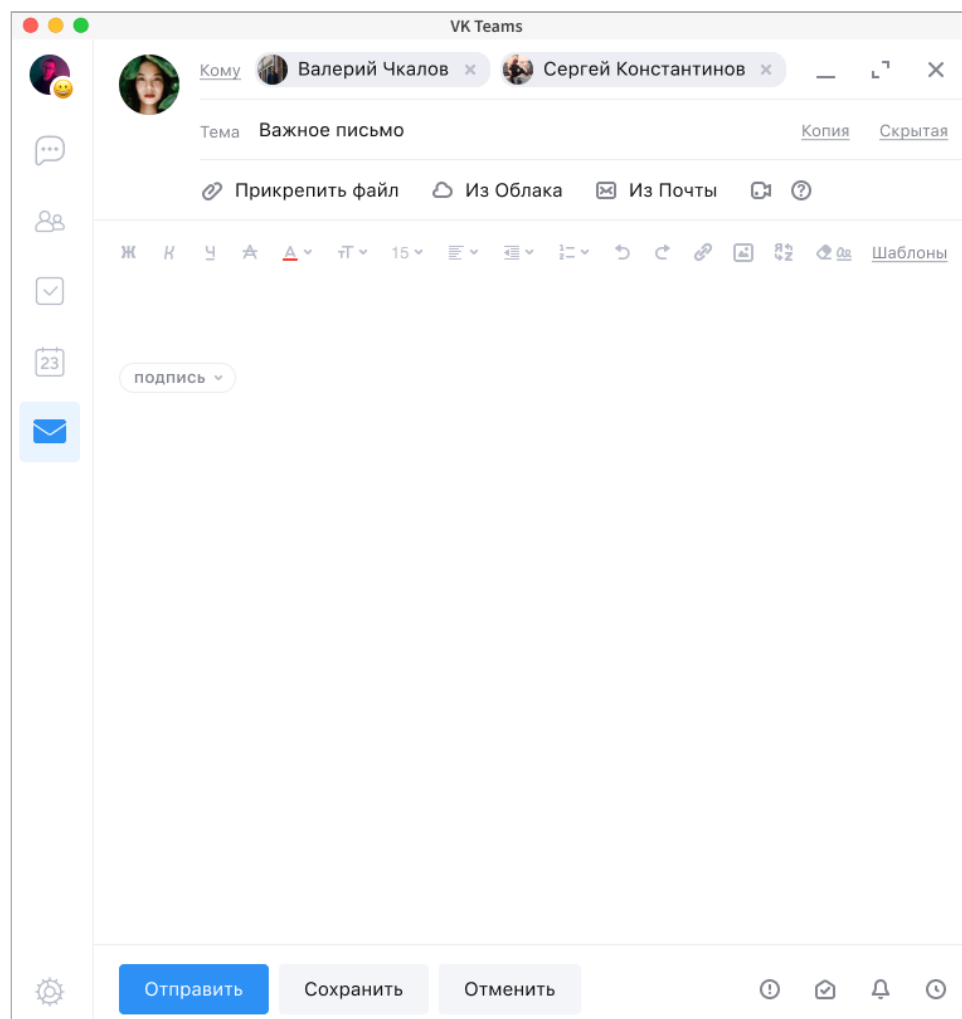 VK Teams
Кому Валерий Чкалов × Сергей Константинов ×
Тема Важное письмо Копия Скрытая
Прикрепить файл Из Облака Из Почты
Ж К Ч А А тТ 15 Шаблоны
23
подпись
Отправить Сохранить Отменить